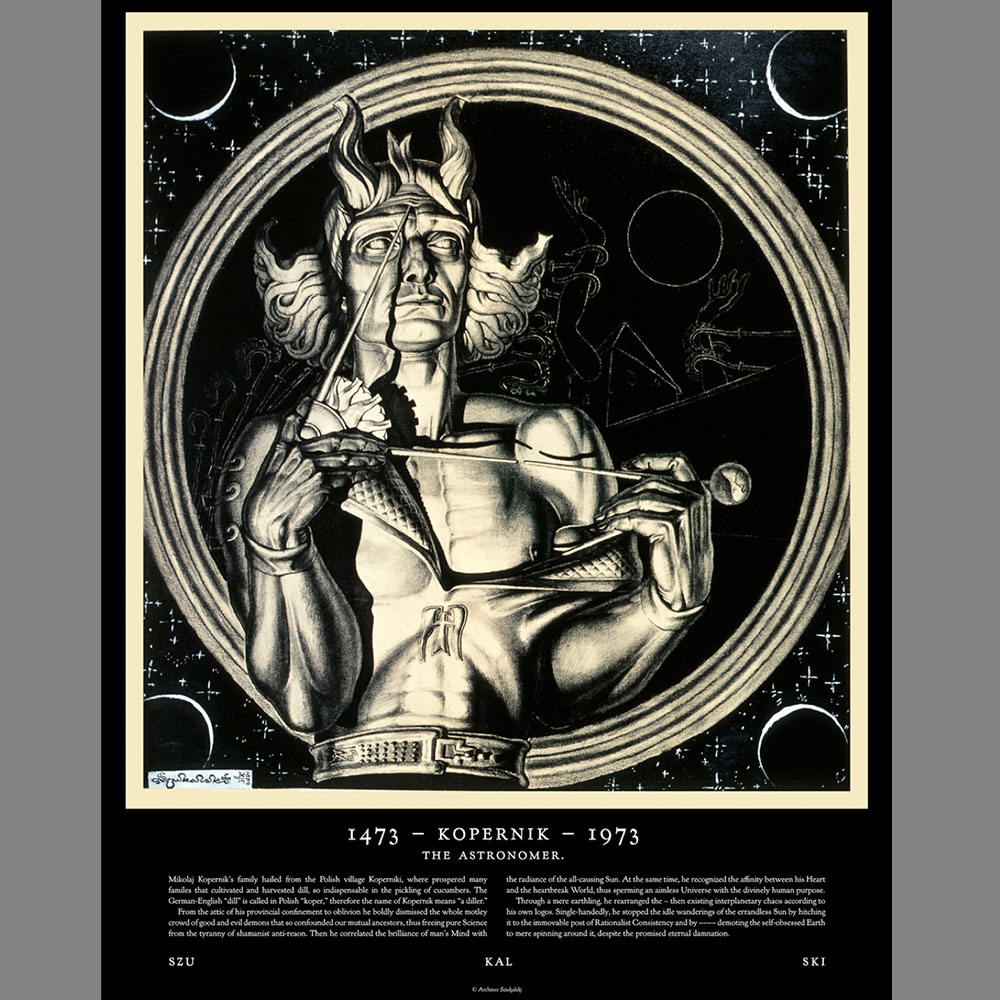 1473 – KOPERNIK – 1973
THE ASTRONOMER.
Mikolaj Kopernik's family hailed from the Polish village Koperniki, where prospered many
familes that cultivated and harvested dill, so indispensable in the pickling of cucumbers. The
German-English "dill" is called in Polish "koper," therefore the name of Kopernik means "a diller."
From the attic of his provincial confinement to oblivion he boldly dismissed the whole motley
crowd of good and evil demons that so confounded our mutual ancestors, thus freeing pure Science
from the tyranny of shamanist anti-reaon. Then he correlated the brilliance of man's Mind with
the radiance of the all-causing Sun. At the same time, he recognized the affinity between his Heart
and the heartbreak World, thus sperming an aimless Universe with the divinely human purpose.
Through a mere earthling, he rearranged the – then existing interplanetary chaos according to
his own logos. Single-handedly, he stopped the idle wanderings of the errandless Sun by hitching
it to the immovable post of Rationalist Consistency and by –––– demoting the self-obsessed Earth
to mere spinning around it, despite the promised eternal damnation.
SZU KAL SKI
© Archives Szukalski